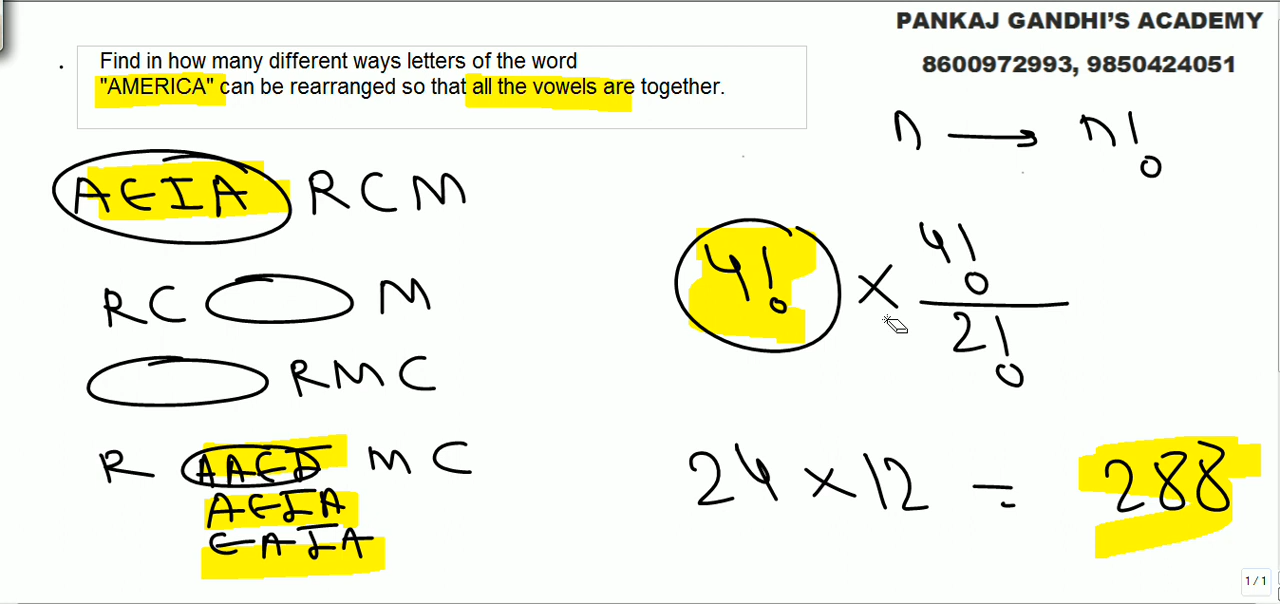 PANKAJ GANDHI'S ACADEMY
8600972993, 9850424051
. Find in how many different ways letters of the word
"AMERICA" can be rearranged so that all the vowels are together.
n → n!
AEIA RCM
4! × 4!
2!
RC M
RMC
R AAEI MC
AEIA
EAIA
24 × 12 = 288
1 / 1